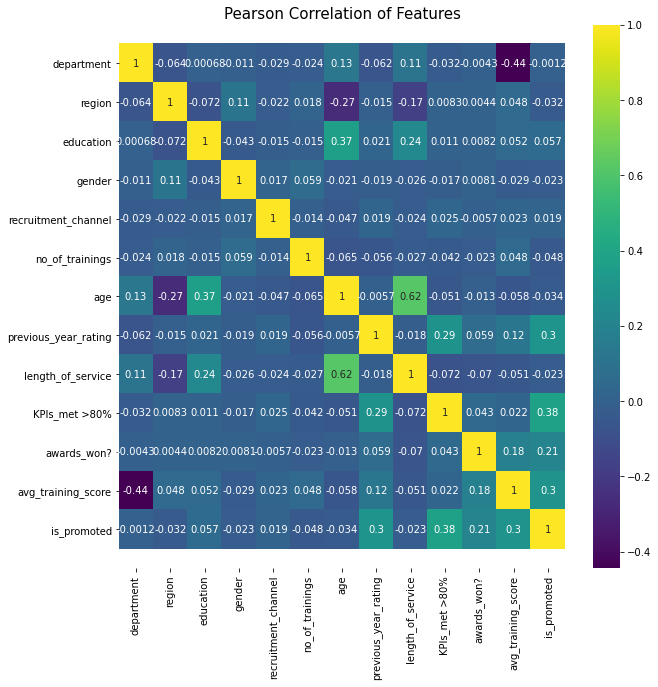 Pearson Correlation of Features
department 1 -0.064 0.00068 -0.011 -0.029 -0.024 0.13 -0.062 0.11 -0.032 -0.0043 -0.44 -0.0012
region -0.064 1 -0.072 0.11 -0.022 0.018 -0.27 -0.015 -0.17 0.0083 0.0044 0.048 -0.032
education 0.00068 -0.072 1 -0.043 -0.015 -0.015 0.37 0.021 0.24 0.011 0.0082 0.052 0.057
gender -0.011 0.11 -0.043 1 0.017 0.059 -0.021 -0.019 -0.026 -0.017 0.0081 -0.029 -0.023
recruitment_channel -0.029 -0.022 -0.015 0.017 1 -0.014 -0.047 0.019 -0.024 0.025 -0.0057 0.023 0.019
no_of_trainings -0.024 0.018 -0.015 0.059 -0.014 1 -0.065 -0.056 -0.027 -0.042 -0.023 0.048 -0.048
age 0.13 -0.27 0.37 -0.021 -0.047 -0.065 1 -0.0057 0.62 -0.051 -0.013 -0.058 -0.034
previous_year_rating -0.062 -0.015 0.021 -0.019 0.019 -0.056 -0.0057 1 -0.018 0.29 0.059 0.12 0.3
length_of_service 0.11 -0.17 0.24 -0.026 -0.024 -0.027 0.62 -0.018 1 -0.072 -0.07 -0.051 -0.023
KPIs_met >80% -0.032 0.0083 0.011 -0.017 0.025 -0.042 -0.051 0.29 -0.072 1 0.043 0.022 0.38
awards_won? -0.0043 0.0044 0.0082 0.0081 -0.0057 -0.023 -0.013 0.059 -0.07 0.043 1 0.18 0.21
avg_training_score -0.44 0.048 0.052 -0.029 0.023 0.048 -0.058 0.12 -0.051 0.022 0.18 1 0.3
is_promoted -0.0012 -0.032 0.057 -0.023 0.019 -0.048 -0.034 0.3 -0.023 0.38 0.21 0.3 1
department
region
education
gender
recruitment_channel
no_of_trainings
age
previous_year_rating
length_of_service
KPIs_met >80%
awards_won?
avg_training_score
is_promoted
1.0
0.8
0.6
0.4
0.2
0.0
−0.2
−0.4